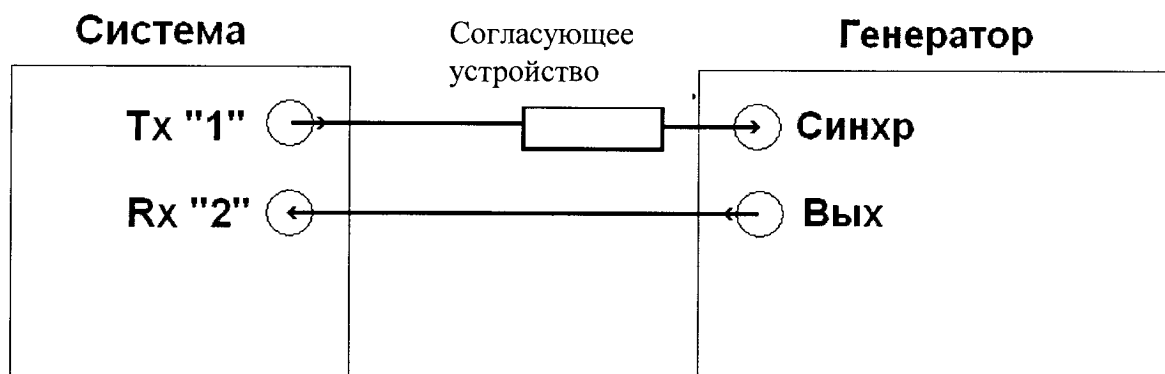 Система
Согласующее
устройство
Генератор
Tx "1"
Синхр
Rx "2"
Вых